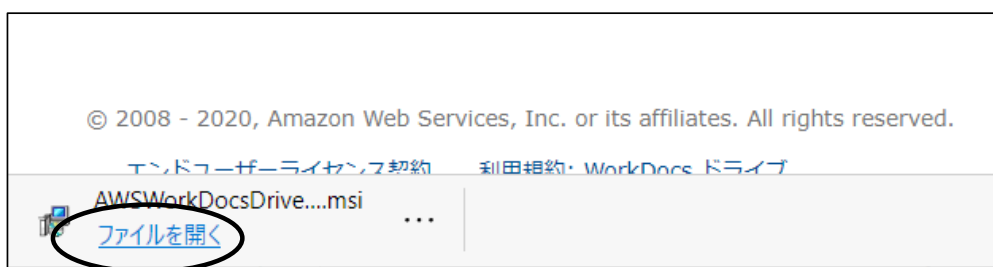 © 2008 - 2020, Amazon Web Services, Inc. or its affiliates. All rights reserved.
エンドユーザーライセンス契約 利用規約: WorkDocs ドライブ
AWSWorkDocsDrive....msi
ファイルを開く
...